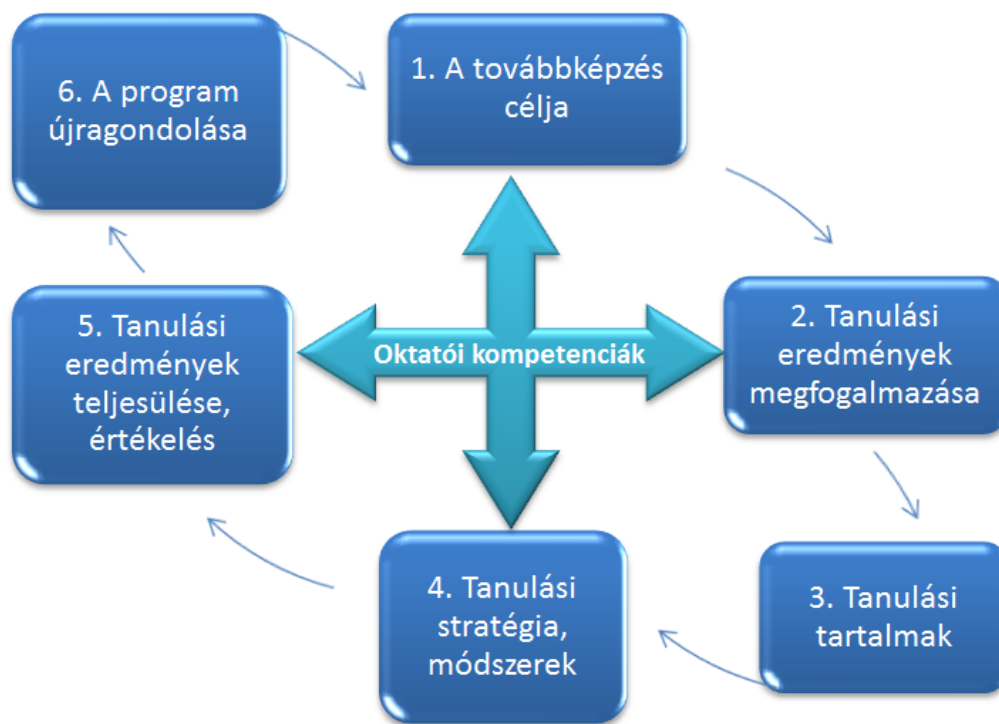 1. A továbbképzés
célja
2. Tanulási
eredmények
megfogalmazása
3. Tanulási
tartalmak
4. Tanulási
stratégia,
módszerek
5. Tanulási
eredmények
teljesülése,
értékelés
6. A program
újragondolása
Oktatói kompetenciák